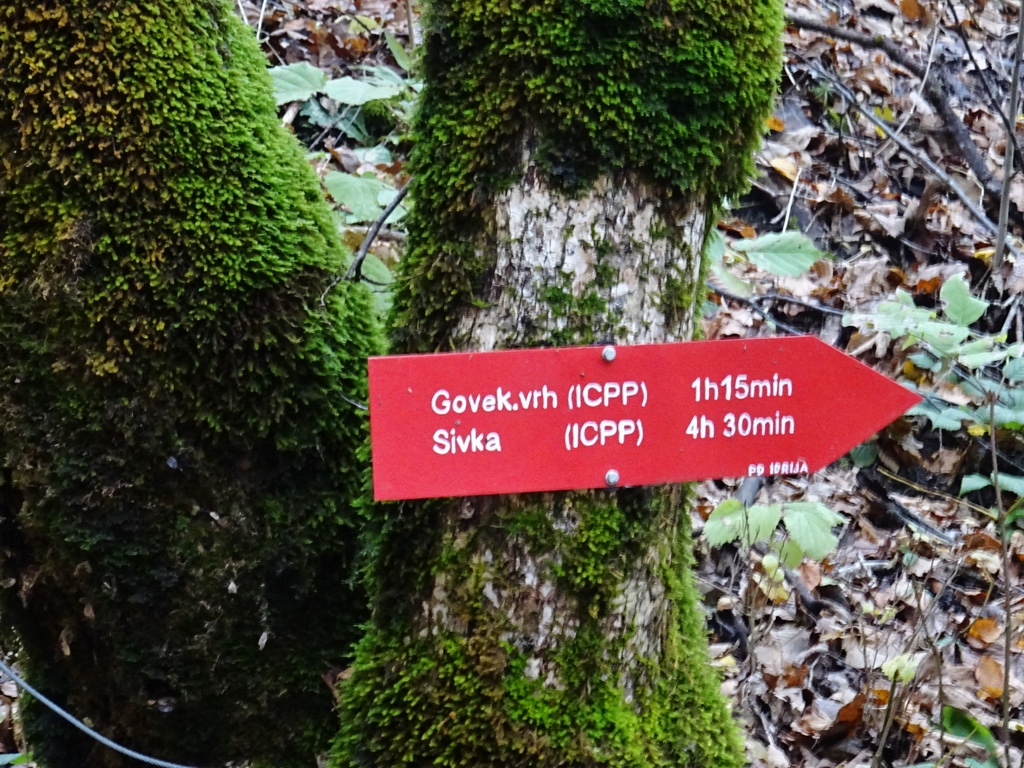 Govek.vrh (ICPP) 1h15min
Sivka (ICPP) 4h 30min
PD IDRIJA